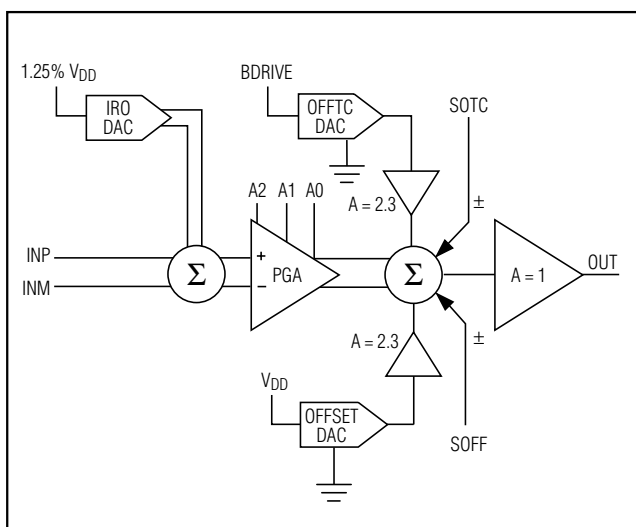 1.25% VDD
IRO
DAC
BDRIVE
OFFTC
DAC
SOTC
A = 2.3
±
A2
A1
A0
INP
INM
Σ
+
−
PGA
Σ
A = 1
OUT
A = 2.3
±
VDD
OFFSET
DAC
SOFF